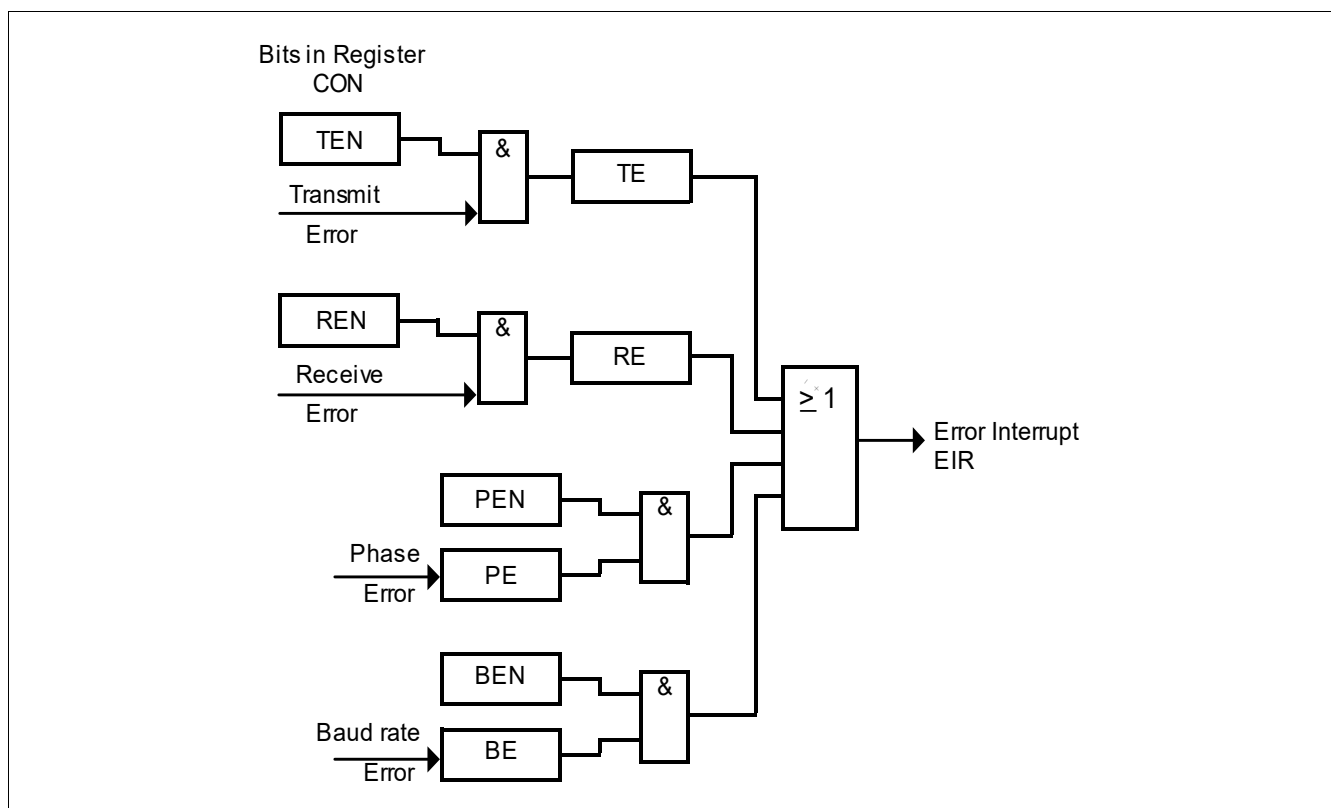 Bits in Register
CON
TEN
&
TE
Transmit
Error
REN
&
RE
Receive
Error
≥ 1
Error Interrupt
EIR
PEN
&
Phase
PE
Error
BEN
&
Baud rate
BE
Error